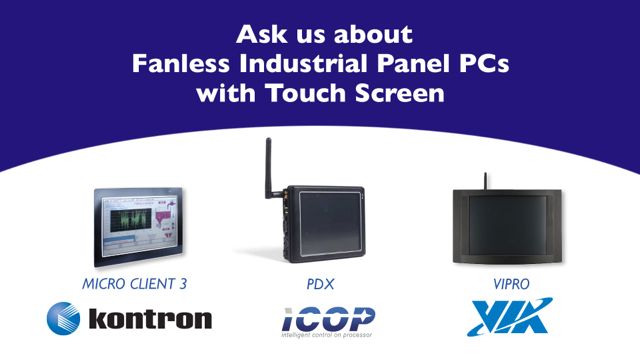 Ask us about
Fanless Industrial Panel PCs
with Touch Screen
MICRO CLIENT 3
PDX
VIPRO
kontron
iCOP
intelligent control on processor
VIA